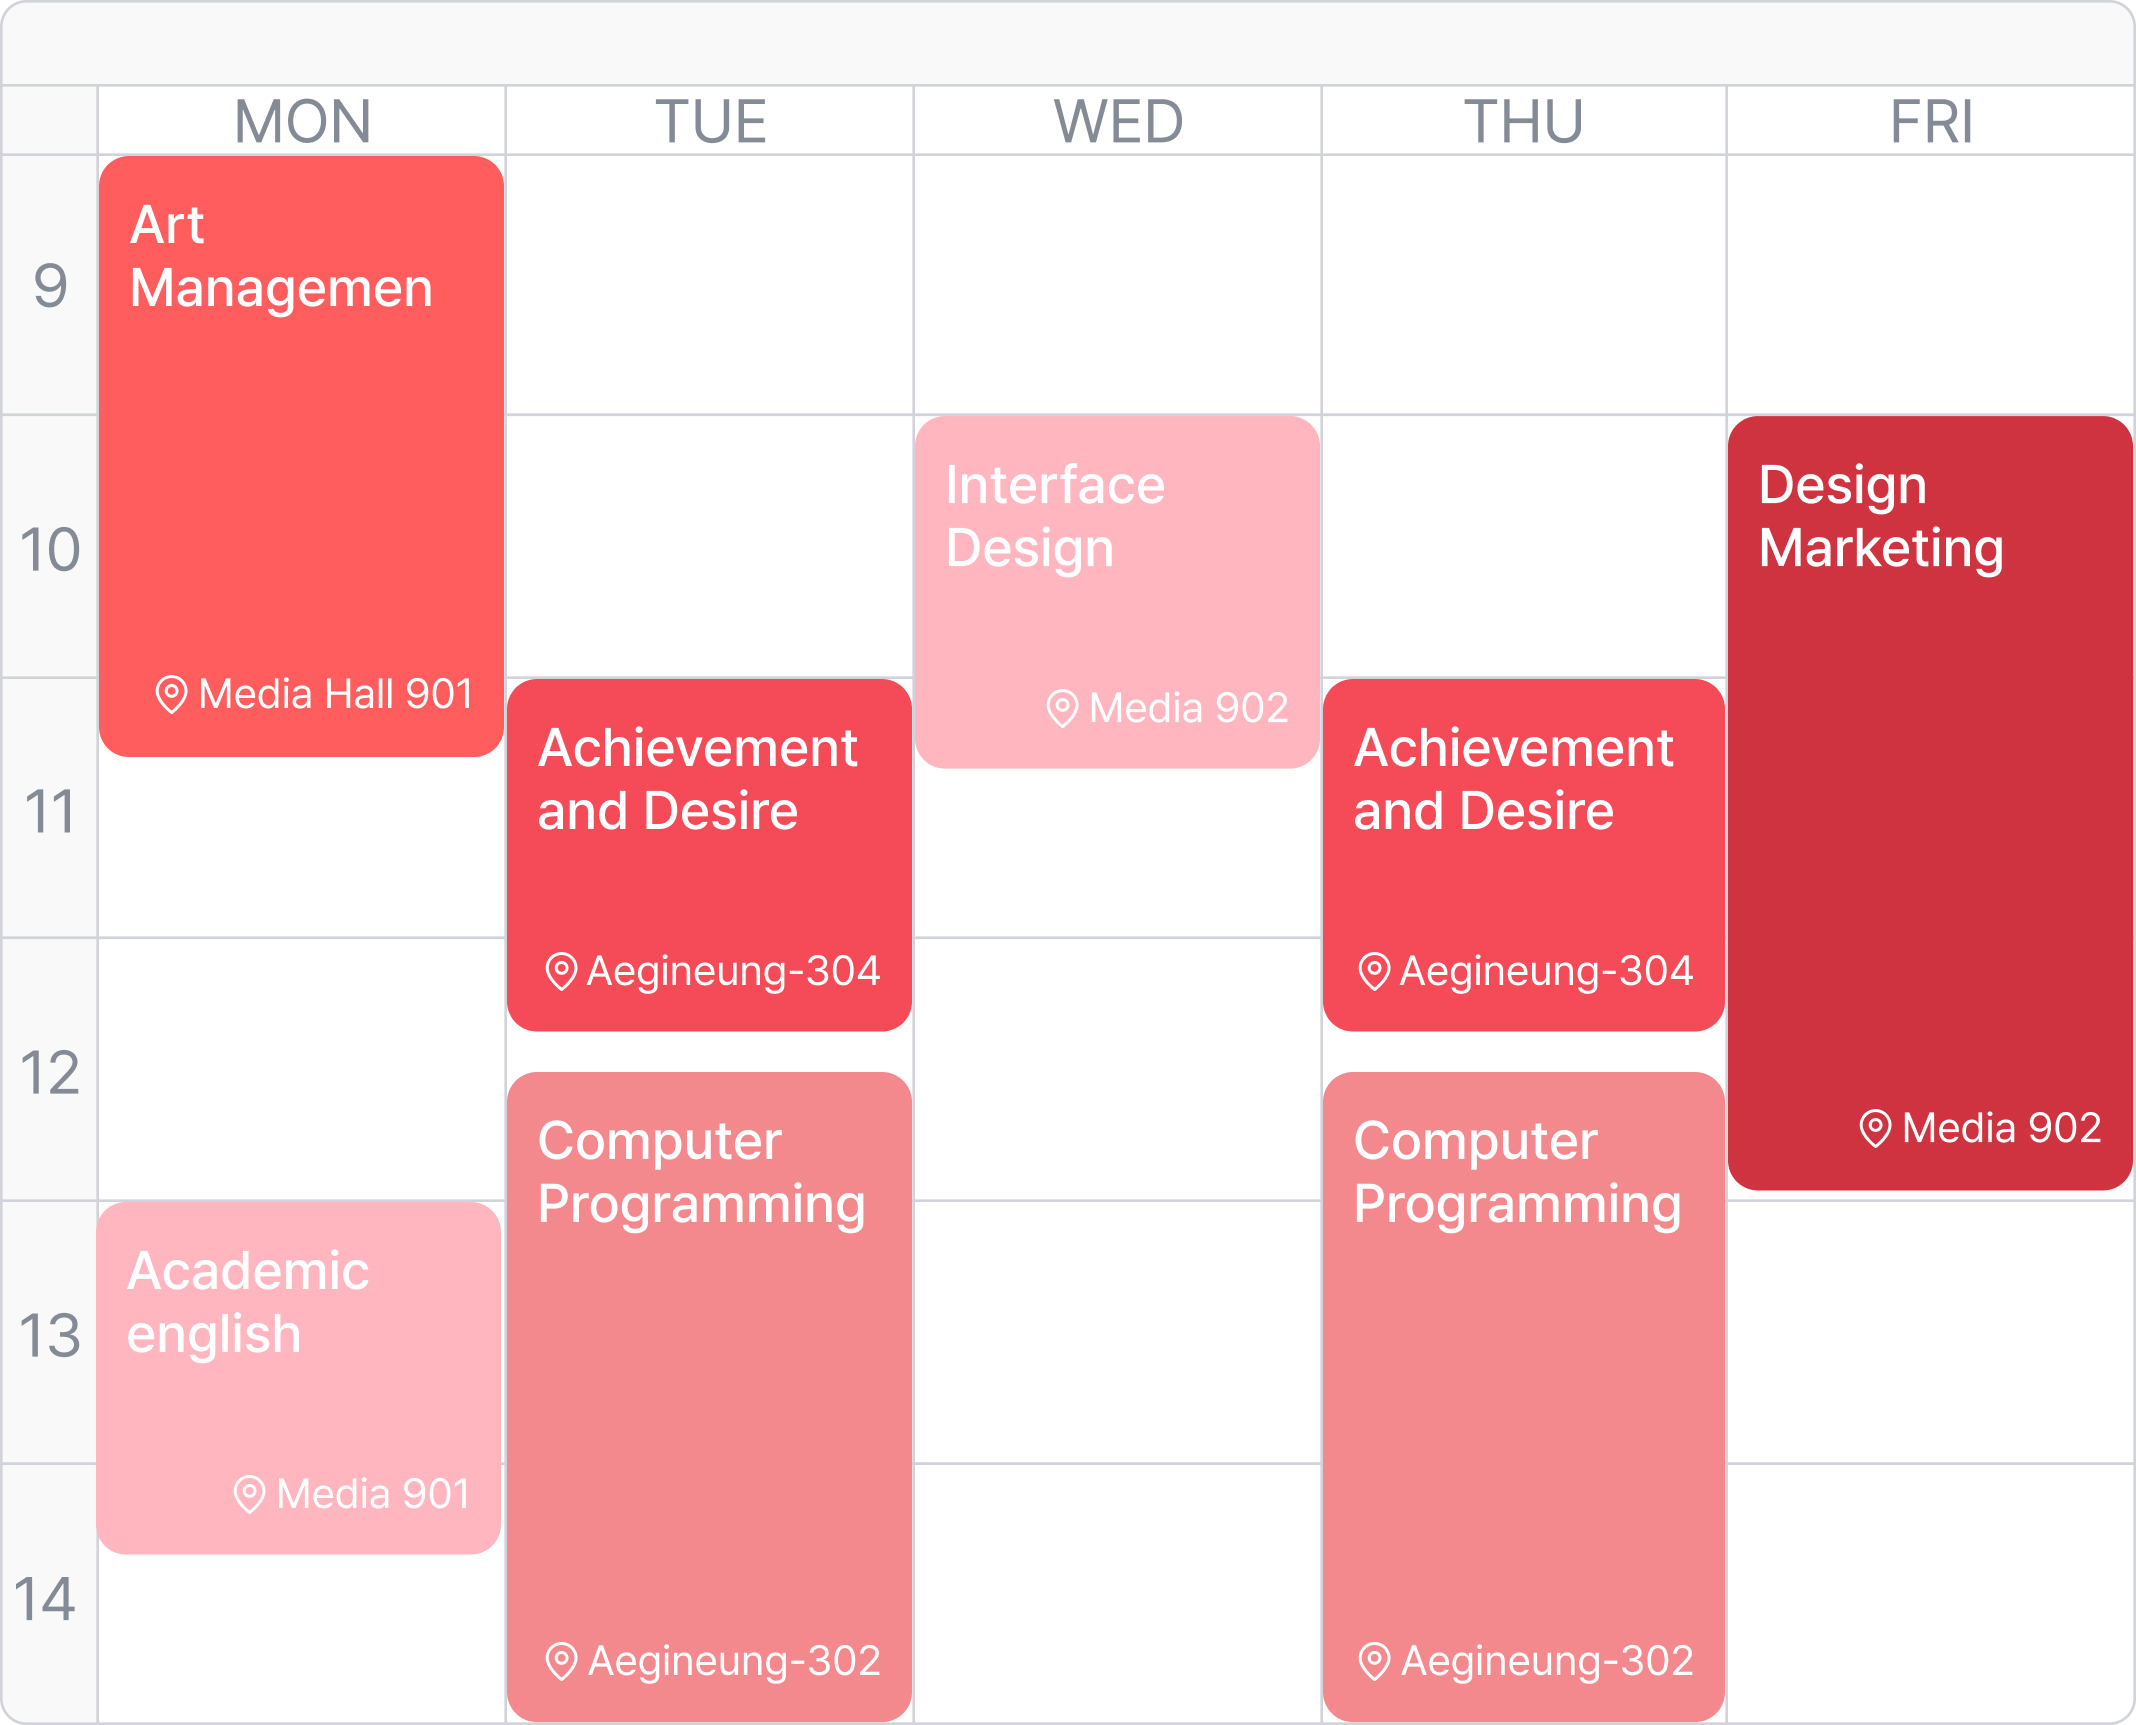 MON
TUE
WED
THU
FRI
9
10
11
12
13
14
Art
Managemen
Media Hall 901
Academic
english
Media 901
Achievement
and Desire
Aegineung-304
Computer
Programming
Aegineung-302
Interface
Design
Media 902
Achievement
and Desire
Aegineung-304
Computer
Programming
Aegineung-302
Design
Marketing
Media 902